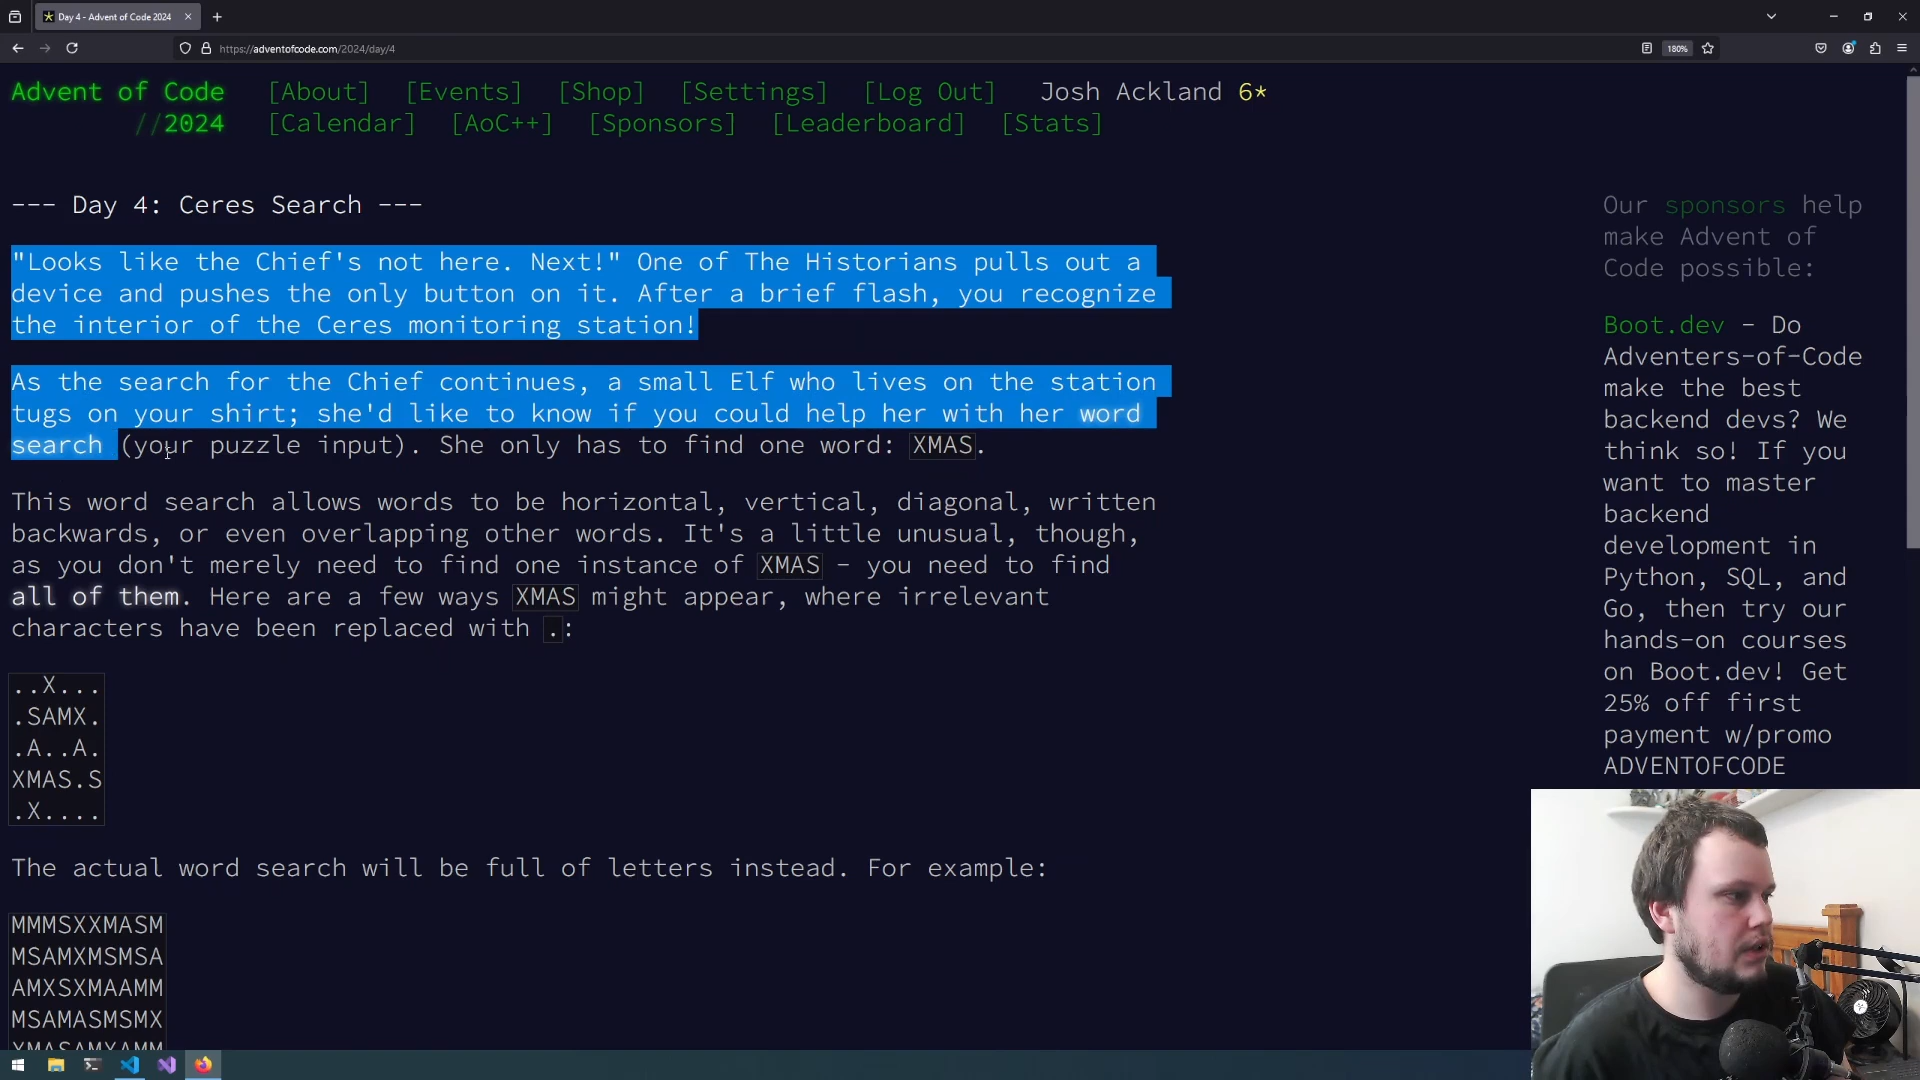 Day 4 - Advent of Code 2024
https://adventofcode.com/2024/day/4
180%
Advent of Code [About] [Events] [Shop] [Settings] [Log Out] Josh Ackland 6*
//2024 [Calendar] [AoC++] [Sponsors] [Leaderboard] [Stats]
--- Day 4: Ceres Search ---
"Looks like the Chief's not here. Next!" One of The Historians pulls out a
device and pushes the only button on it. After a brief flash, you recognize
the interior of the Ceres monitoring station!
As the search for the Chief continues, a small Elf who lives on the station
tugs on your shirt; she'd like to know if you could help her with her word
search (your puzzle input). She only has to find one word: XMAS.
This word search allows words to be horizontal, vertical, diagonal, written
backwards, or even overlapping other words. It's a little unusual, though,
as you don't merely need to find one instance of XMAS - you need to find
all of them. Here are a few ways XMAS might appear, where irrelevant
characters have been replaced with .:
..X...
.SAMX.
.A..A.
XMAS.S
.X....
The actual word search will be full of letters instead. For example:
MMMSXXMASM
MSAMXMSMSA
AMXSXMAAMM
MSAMASMSMX
XMASAMXAMM
Our sponsors help
make Advent of
Code possible:
Boot.dev - Do
Adventers-of-Code
make the best
backend devs? We
think so! If you
want to master
backend
development in
Python, SQL, and
Go, then try our
hands-on courses
on Boot.dev! Get
25% off first
payment w/promo
ADVENTOFCODE